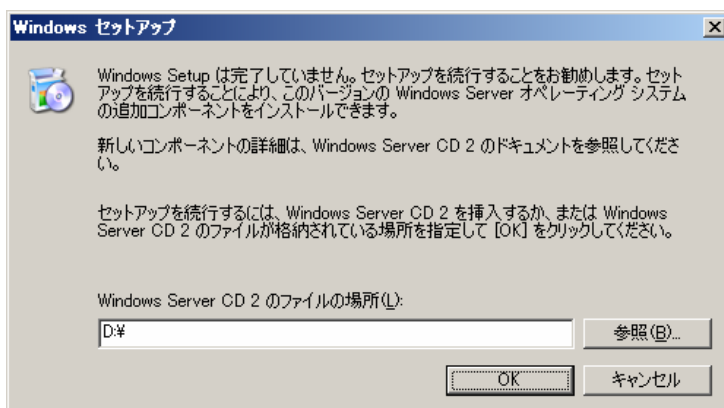 Windows セットアップ
Windows Setup は完了していません。セットアップを続行することをお勧めします。セット
アップを続行することにより、このバージョンの Windows Server オペレーティング システム
の追加コンポーネントをインストールできます。
新しいコンポーネントの詳細は、Windows Server CD 2 のドキュメントを参照してくださ
い。
セットアップを続行するには、Windows Server CD 2 を挿入するか、または Windows
Server CD 2 のファイルが格納されている場所を指定して [OK] をクリックしてください。
Windows Server CD 2 のファイルの場所(L):
D:¥
参照(B)...
OK
キャンセル